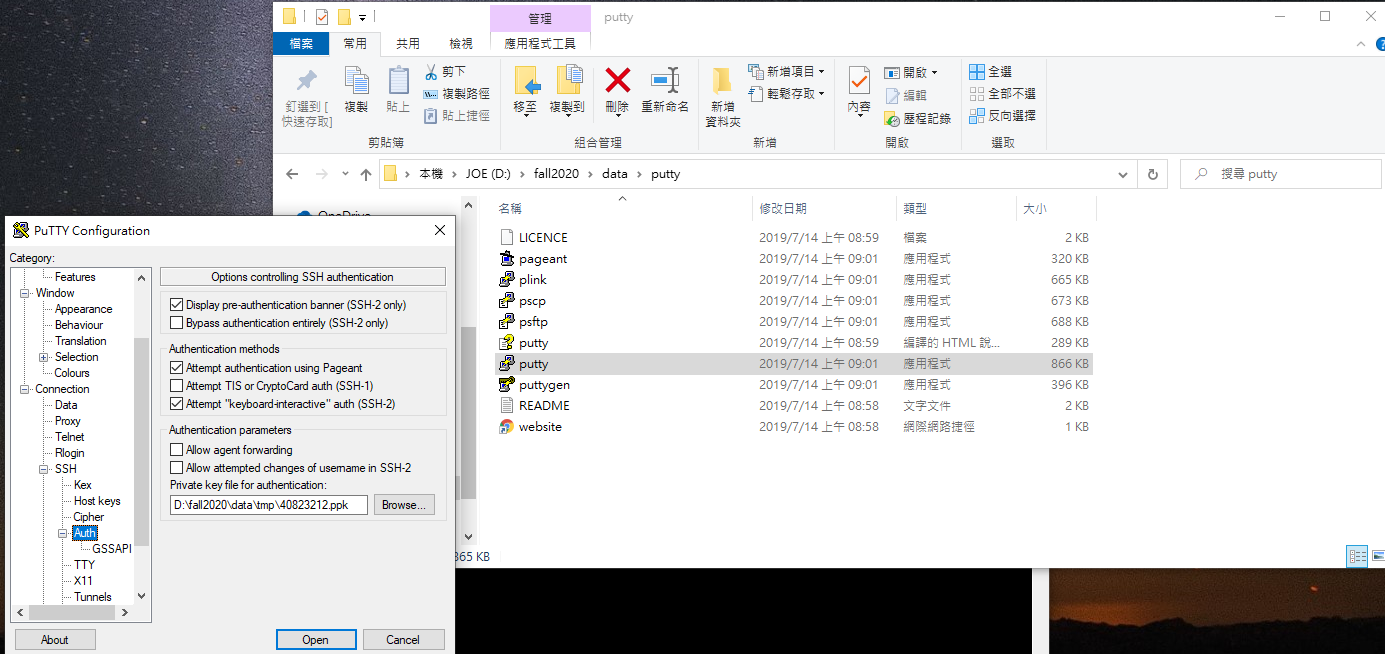 管理
putty
檔案
常用
共用
檢視
應用程式工具
釘選到 [
快速存取]
複製
貼上
剪下
複製路徑
貼上捷徑
剪貼簿
移至
複製到
刪除
重新命名
組合管理
新增
資料夾
新增項目
輕鬆存取
新增
內容
開啟
編輯
歷程記錄
開啟
全選
全部不選
反向選擇
選取
本機 › JOE (D:) › fall2020 › data › putty
搜尋 putty
OneDrive
名稱 修改日期 類型 大小
LICENCE 2019/7/14 上午 08:59 檔案 2 KB
pageant 2019/7/14 上午 09:01 應用程式 320 KB
plink 2019/7/14 上午 09:01 應用程式 665 KB
pscp 2019/7/14 上午 09:01 應用程式 673 KB
psftp 2019/7/14 上午 09:01 應用程式 688 KB
putty 2019/7/14 上午 08:59 編譯的 HTML 說... 289 KB
putty 2019/7/14 上午 09:01 應用程式 866 KB
puttygen 2019/7/14 上午 09:01 應用程式 396 KB
README 2019/7/14 上午 08:58 文字文件 2 KB
website 2019/7/14 上午 08:58 網際網路捷徑 1 KB
KB
PuTTY Configuration
Category:
Features
Window
Appearance
Behaviour
Translation
Selection
Colours
Connection
Data
Proxy
Telnet
Rlogin
SSH
Kex
Host keys
Cipher
Auth
GSSAPI
TTY
X11
Tunnels
Options controlling SSH authentication
Display pre-authentication banner (SSH-2 only)
Bypass authentication entirely (SSH-2 only)
Authentication methods
Attempt authentication using Pageant
Attempt TIS or CryptoCard auth (SSH-1)
Attempt "keyboard-interactive" auth (SSH-2)
Authentication parameters
Allow agent forwarding
Allow attempted changes of username in SSH-2
Private key file for authentication:
D:\fall2020\data\tmp\40823212.ppk
Browse...
About
Open
Cancel